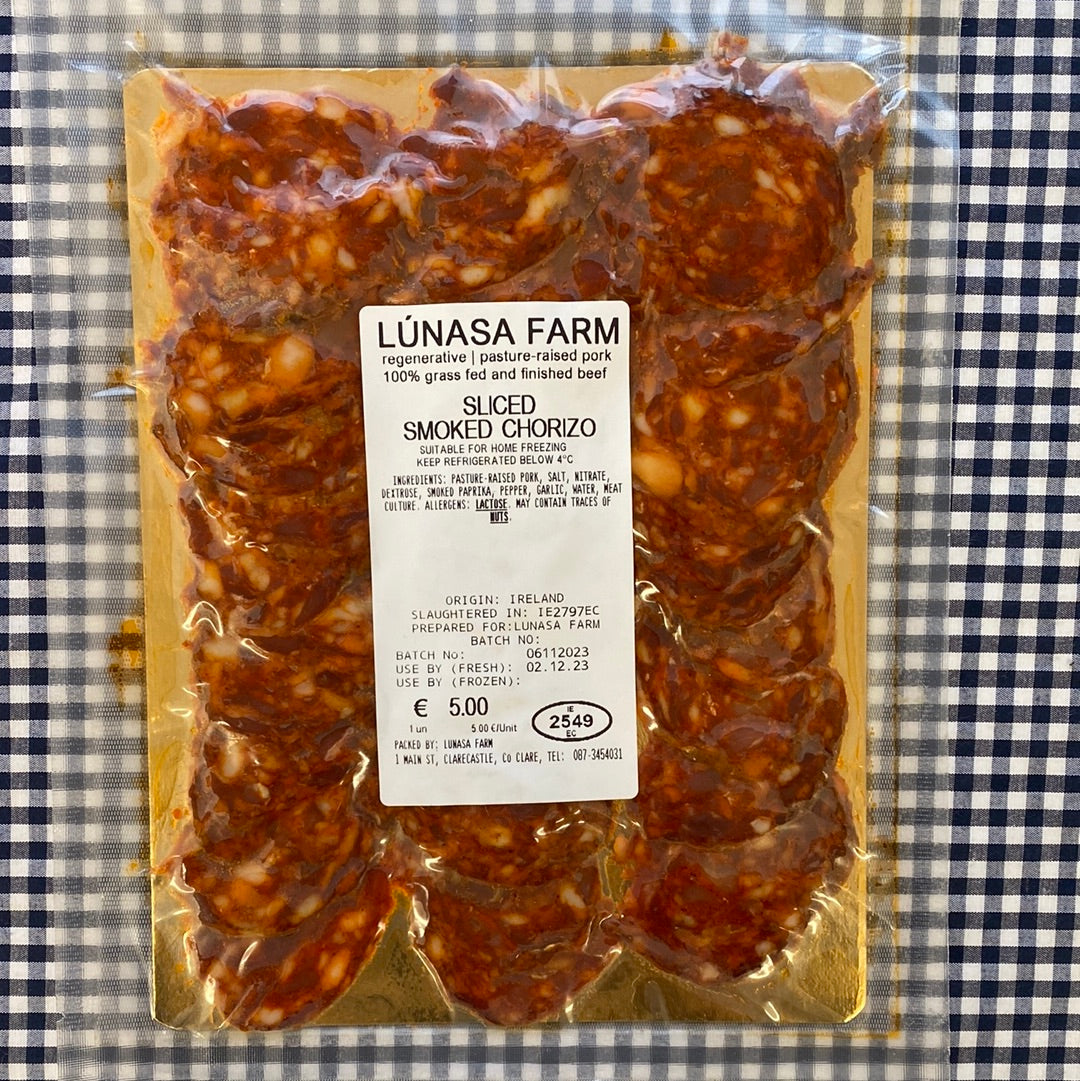 LÚNASA FARM
regenerative | pasture-raised pork
100% grass fed and finished beef
SLICED
SMOKED CHORIZO
SUITABLE FOR HOME FREEZING
KEEP REFRIGERATED BELOW 4°C
INGREDIENTS: PASTURE-RAISED PORK, SALT, NITRATE,
DEXTROSE, SMOKED PAPRIKA, PEPPER, GARLIC, WATER, MEAT
CULTURE. ALLERGENS: LACTOSE. MAY CONTAIN TRACES OF
NUTS.
ORIGIN: IRELAND
SLAUGHTERED IN: IE2797EC
PREPARED FOR:LUNASA FARM
BATCH NO:
BATCH No: 06112023
USE BY (FRESH): 02.12.23
USE BY (FROZEN):
€ 5.00
1 un 5.00 €/Unit
IE
2549
EC
PACKED BY: LUNASA FARM
1 MAIN ST, CLARECASTLE, Co CLARE, TEL: 087-3454031